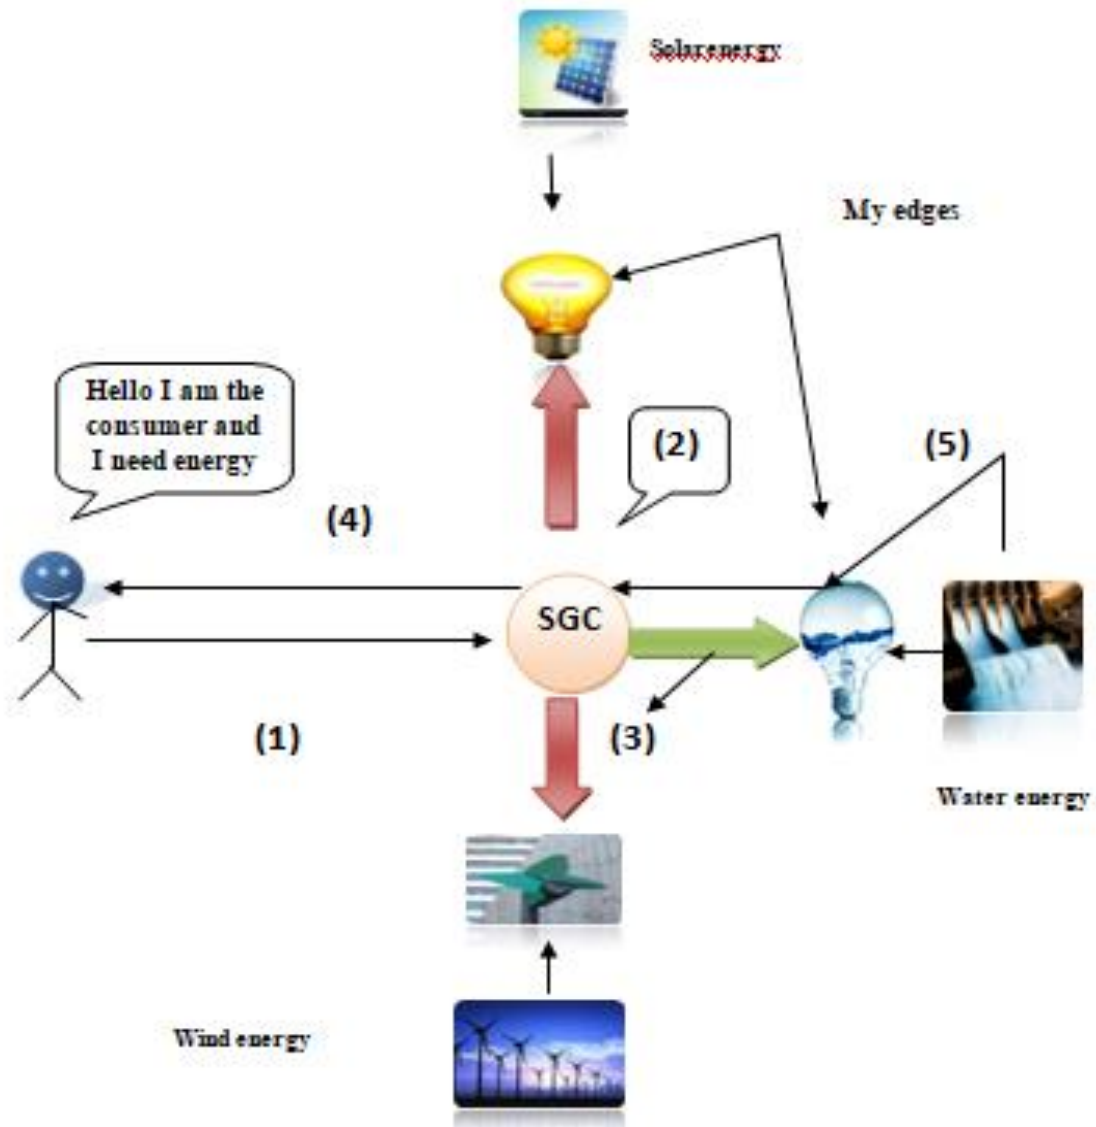 Solarenergy
My edges
Hello I am the
consumer and
I need energy
(2)
(5)
(4)
SGC
(1)
(3)
Water energy
Wind energy